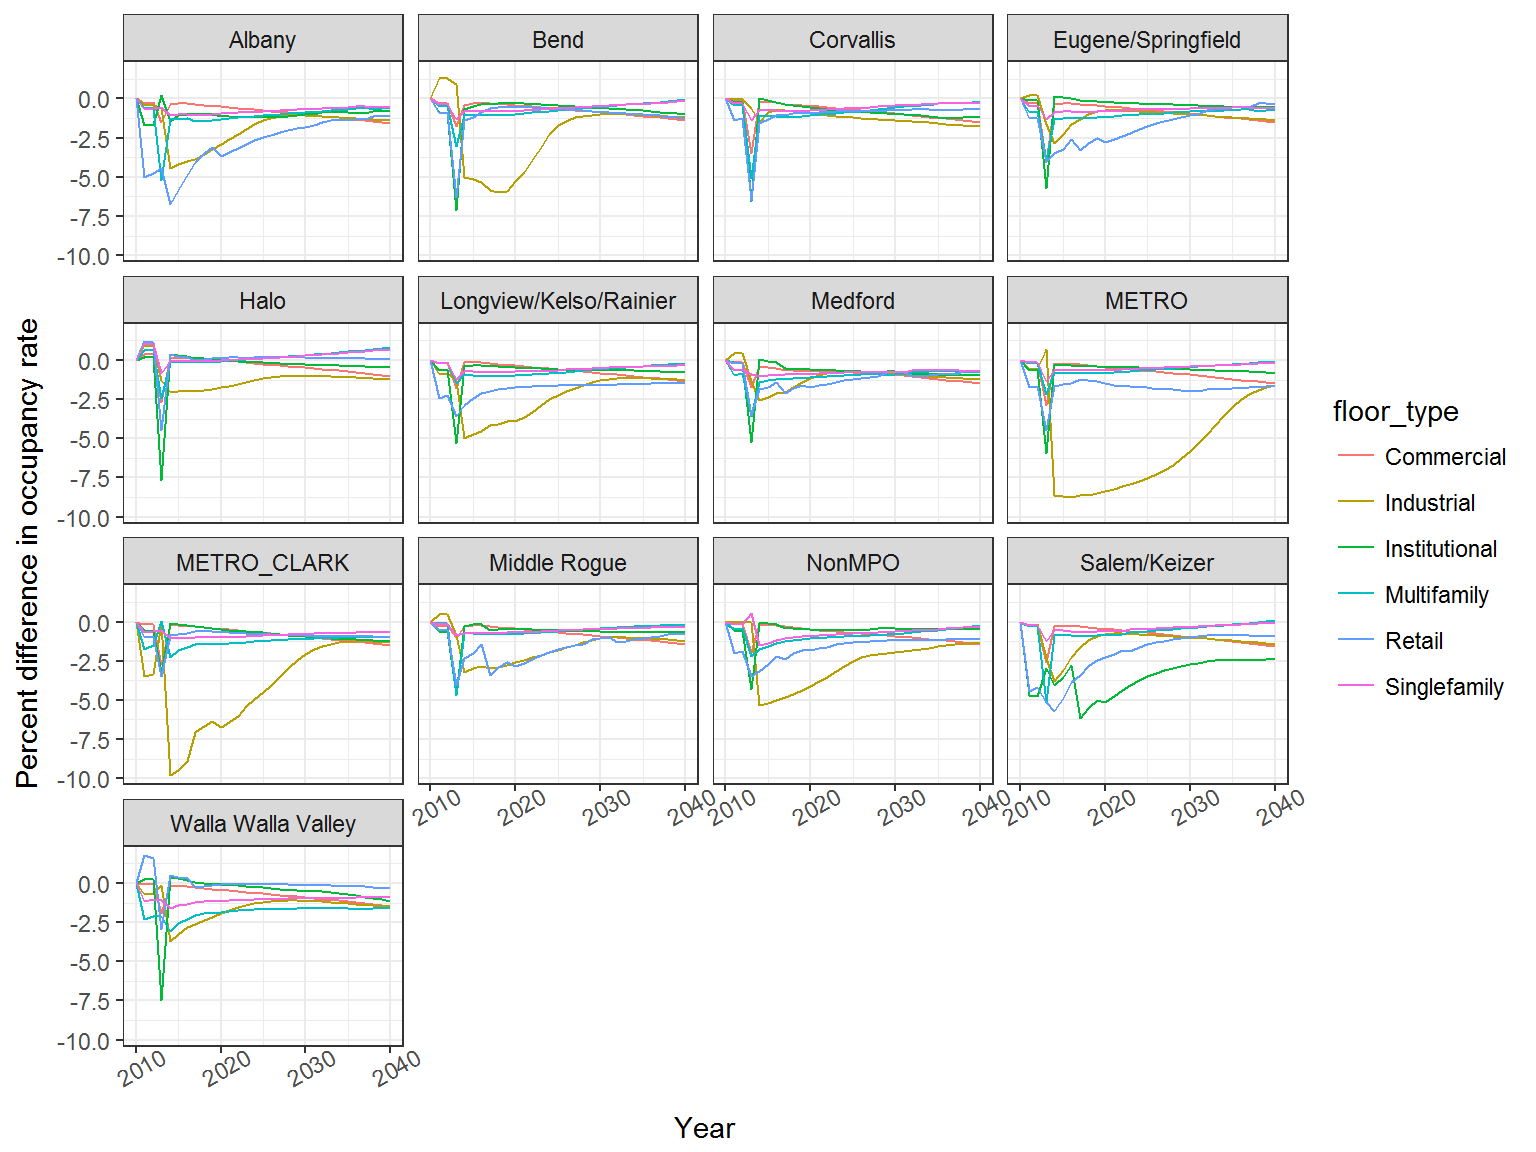 Albany
Bend
Corvallis
Eugene/Springfield
0.0
-2.5
-5.0
-7.5
-10.0
Halo
Longview/Kelso/Rainier
Medford
METRO
0.0
-2.5
-5.0
-7.5
-10.0
METRO_CLARK
Middle Rogue
NonMPO
Salem/Keizer
0.0
-2.5
-5.0
-7.5
-10.0
2010 2020 2030 2040
2010 2020 2030 2040
2010 2020 2030 2040
Walla Walla Valley
0.0
-2.5
-5.0
-7.5
-10.0
2010 2020 2030 2040
Percent difference in occupancy rate
Year
floor_type
Commercial
Industrial
Institutional
Multifamily
Retail
Singlefamily